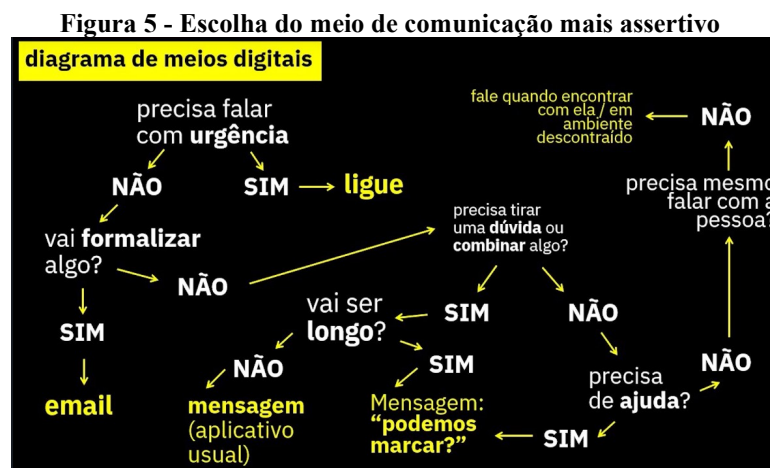 Figura 5 - Escolha do meio de comunicação mais assertivo
diagrama de meios digitais
precisa falar
com urgência
NÃO
SIM
ligue
vai formalizar
algo?
SIM
email
NÃO
precisa tirar
uma dúvida ou
combinar algo?
SIM
vai ser
longo?
NÃO
mensagem
(aplicativo
usual)
SIM
Mensagem:
“podemos
marcar?”
NÃO
precisa
de ajuda?
SIM
NÃO
precisa mesmo
falar com a
pessoa?
NÃO
fale quando encontrar
com ela / em
ambiente
descontraído